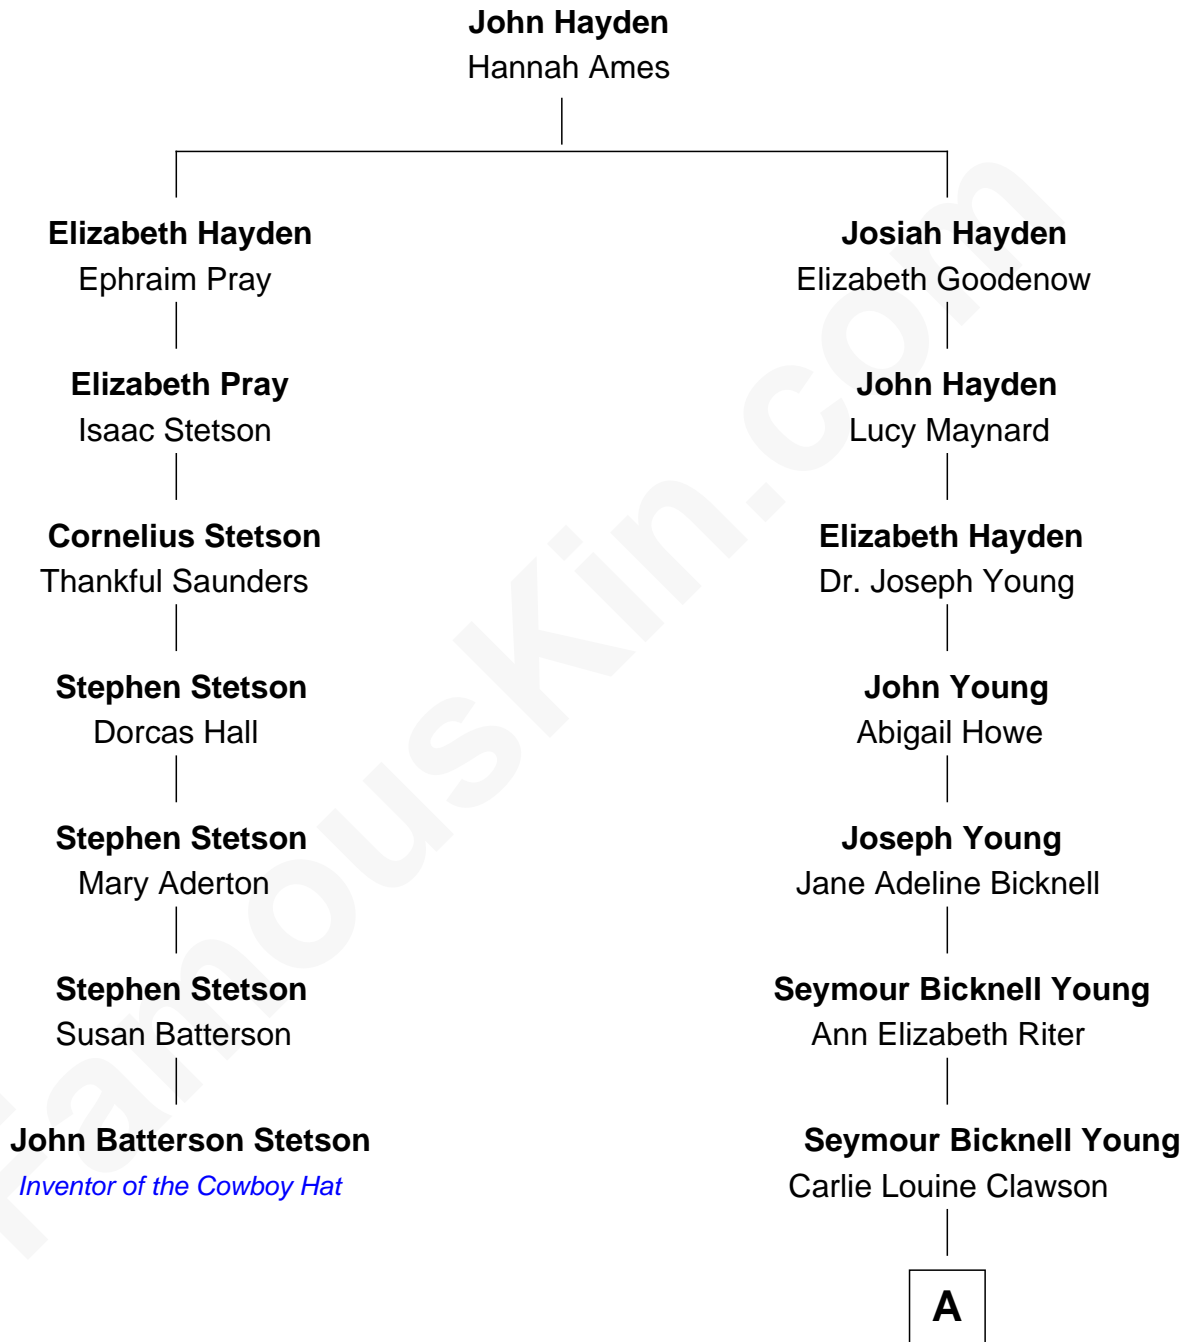 John Hayden
Hannah Ames
Elizabeth Hayden
Ephraim Pray
Josiah Hayden
Elizabeth Goodenow
Elizabeth Pray
Isaac Stetson
John Hayden
Lucy Maynard
Cornelius Stetson
Thankful Saunders
Elizabeth Hayden
Dr. Joseph Young
Stephen Stetson
Dorcas Hall
John Young
Abigail Howe
Stephen Stetson
Mary Aderton
Joseph Young
Jane Adeline Bicknell
Stephen Stetson
Susan Batterson
Seymour Bicknell Young
Ann Elizabeth Riter
John Batterson Stetson
Inventor of the Cowboy Hat
Seymour Bicknell Young
Carlie Louine Clawson
A
FamousKin.com